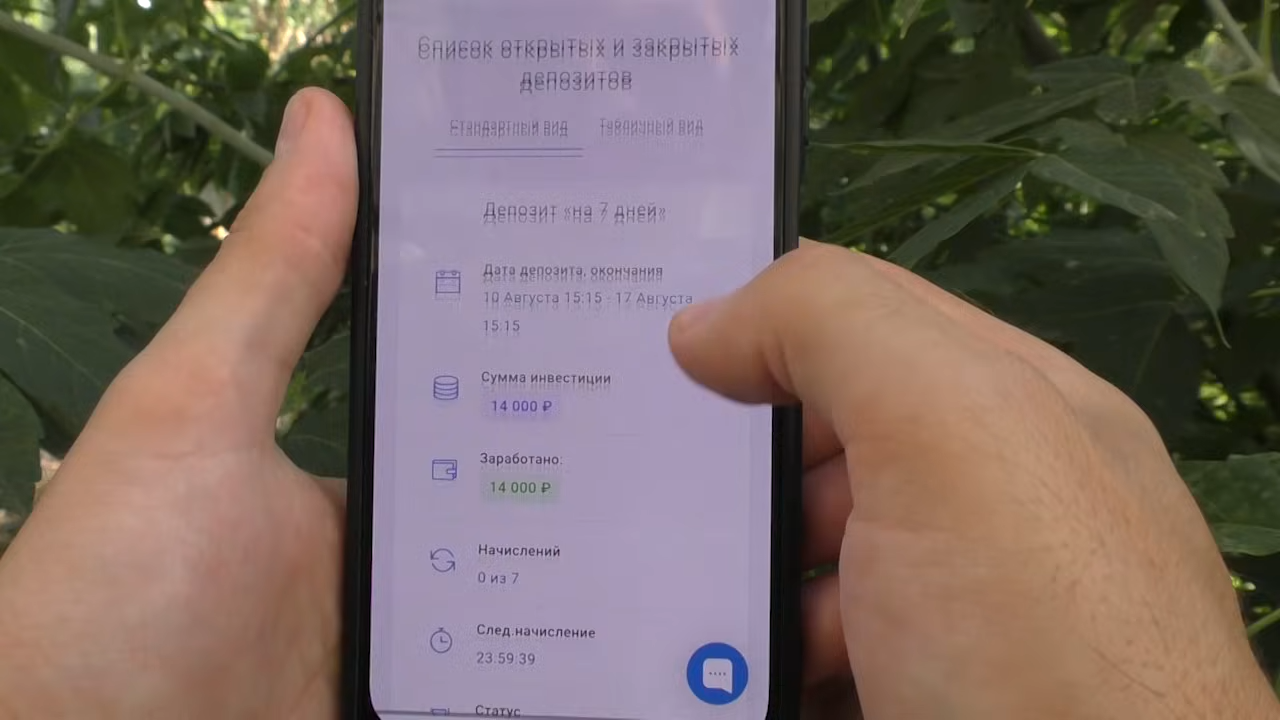 Список открытых и закрытых
депозитов
Стандартный вид
Табличный вид
Депозит «на 7 дней»
Дата депозита, окончания
10 Августа 15:15 - 17 Августа
15:15
Сумма инвестиции
14 000 ₽
Заработано:
14 000 ₽
Начислений
0 из 7
След.начисление
23:59:39
Статус